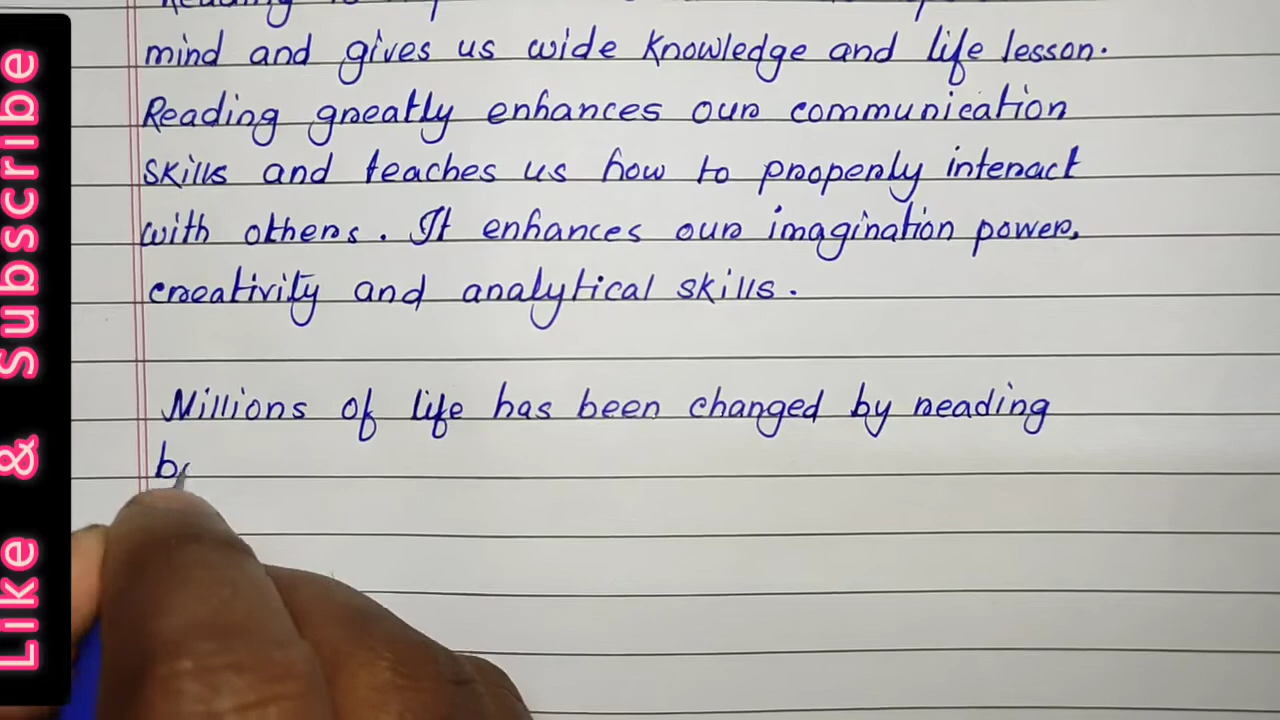 mind and gives us wide knowledge and life lesson.
Reading greatly enhances our communication
skills and teaches us how to properly interact
with others. It enhances our imagination power,
creativity and analytical skills.
Millions of life has been changed by reading
Like & Subscribe